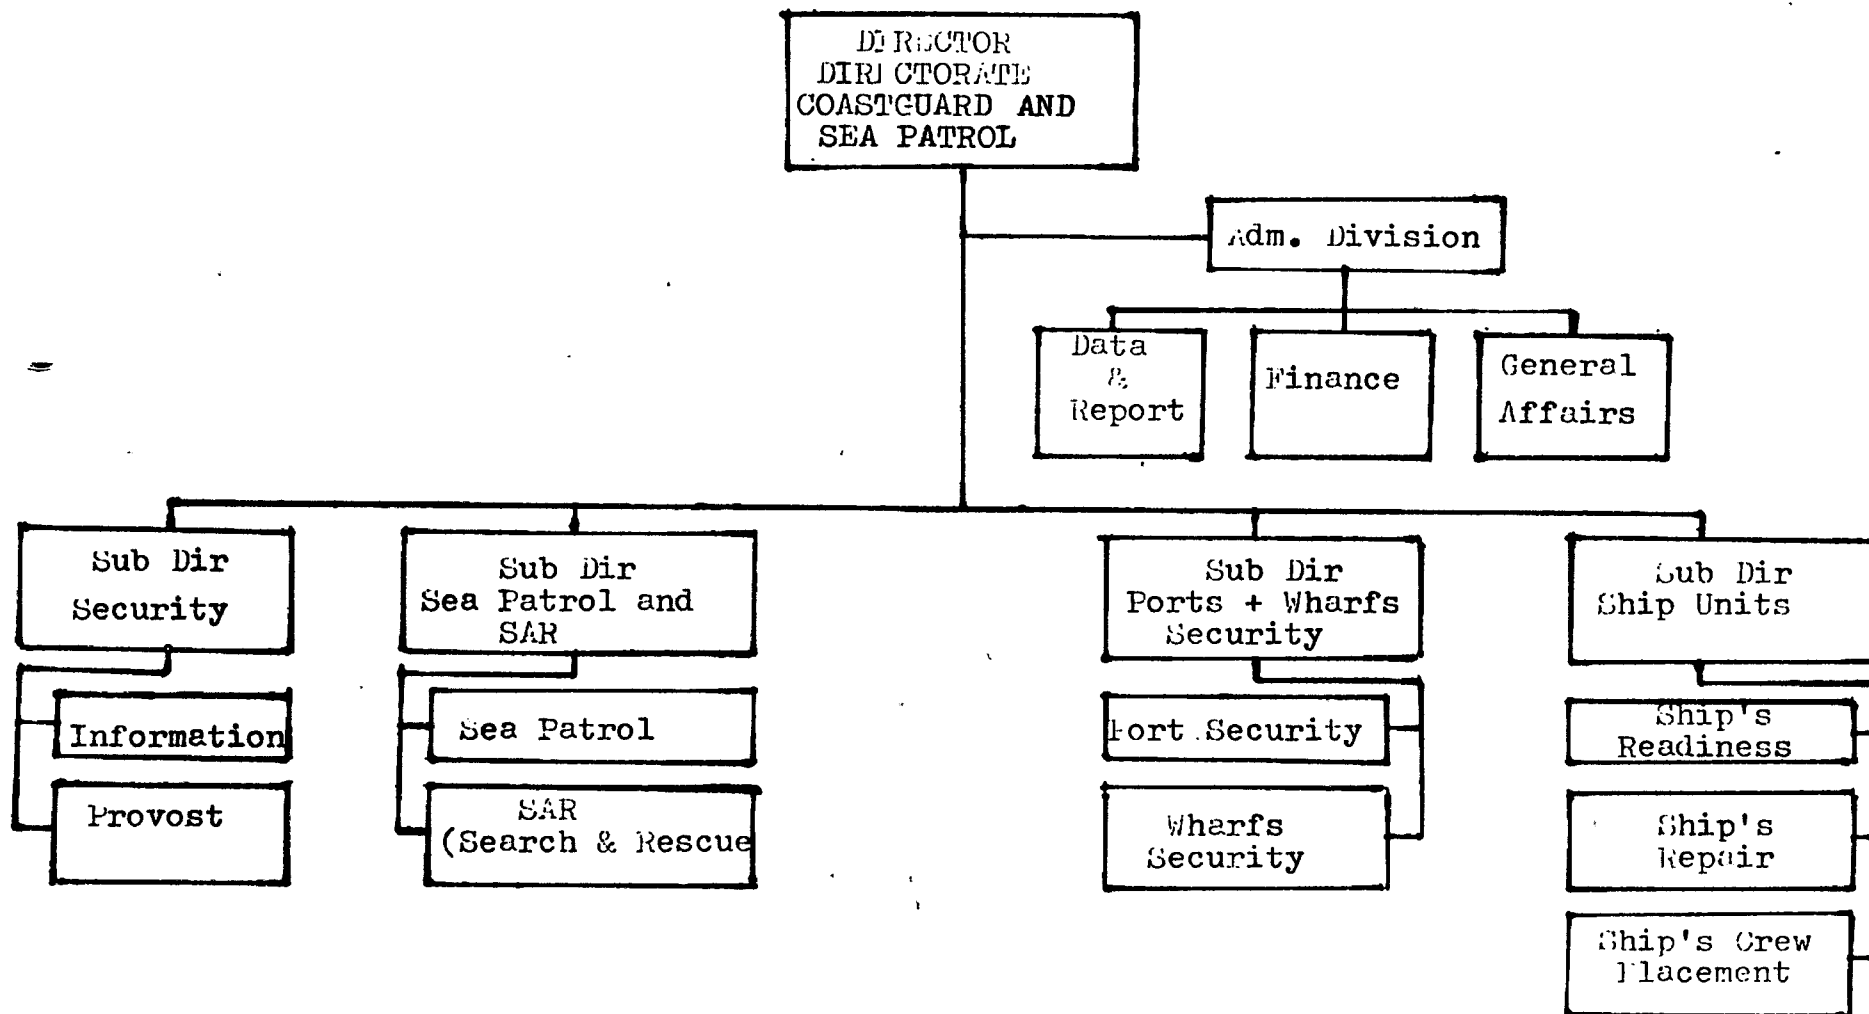 DIRECTOR
DIRECTORATE
COASTGUARD AND
SEA PATROL
Adm. Division
Data
&
Report
Finance
General
Affairs
Sub Dir
Security
Information
Provost
Sub Dir
Sea Patrol and
SAR
Sea Patrol
SAR
(Search & Rescue
Sub Dir
Ports + Wharfs
Security
Port Security
Wharfs
Security
Sub Dir
Ship Units
Ship's
Readiness
Ship's
Repair
Ship's Crew
Placement